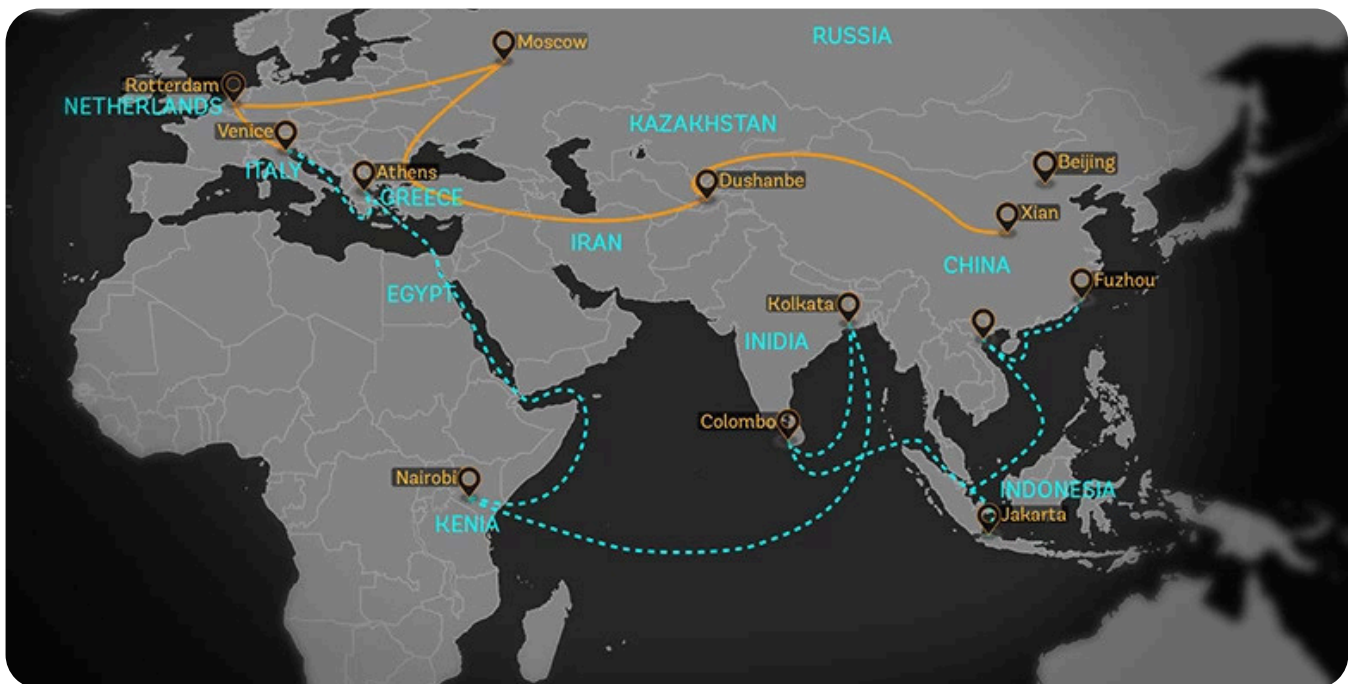 RUSSIA
Moscow
Rotterdam
NETHERLANDS
KAZAKHSTAN
Venice
Beijing
ITALY
Athens
Dushanbe
GREECE
Xian
IRAN
CHINA
Fuzhou
EGYPT
Kolkata
INIDIA
Colombo
Nairobi
INDONESIA
Jakarta
KENIA